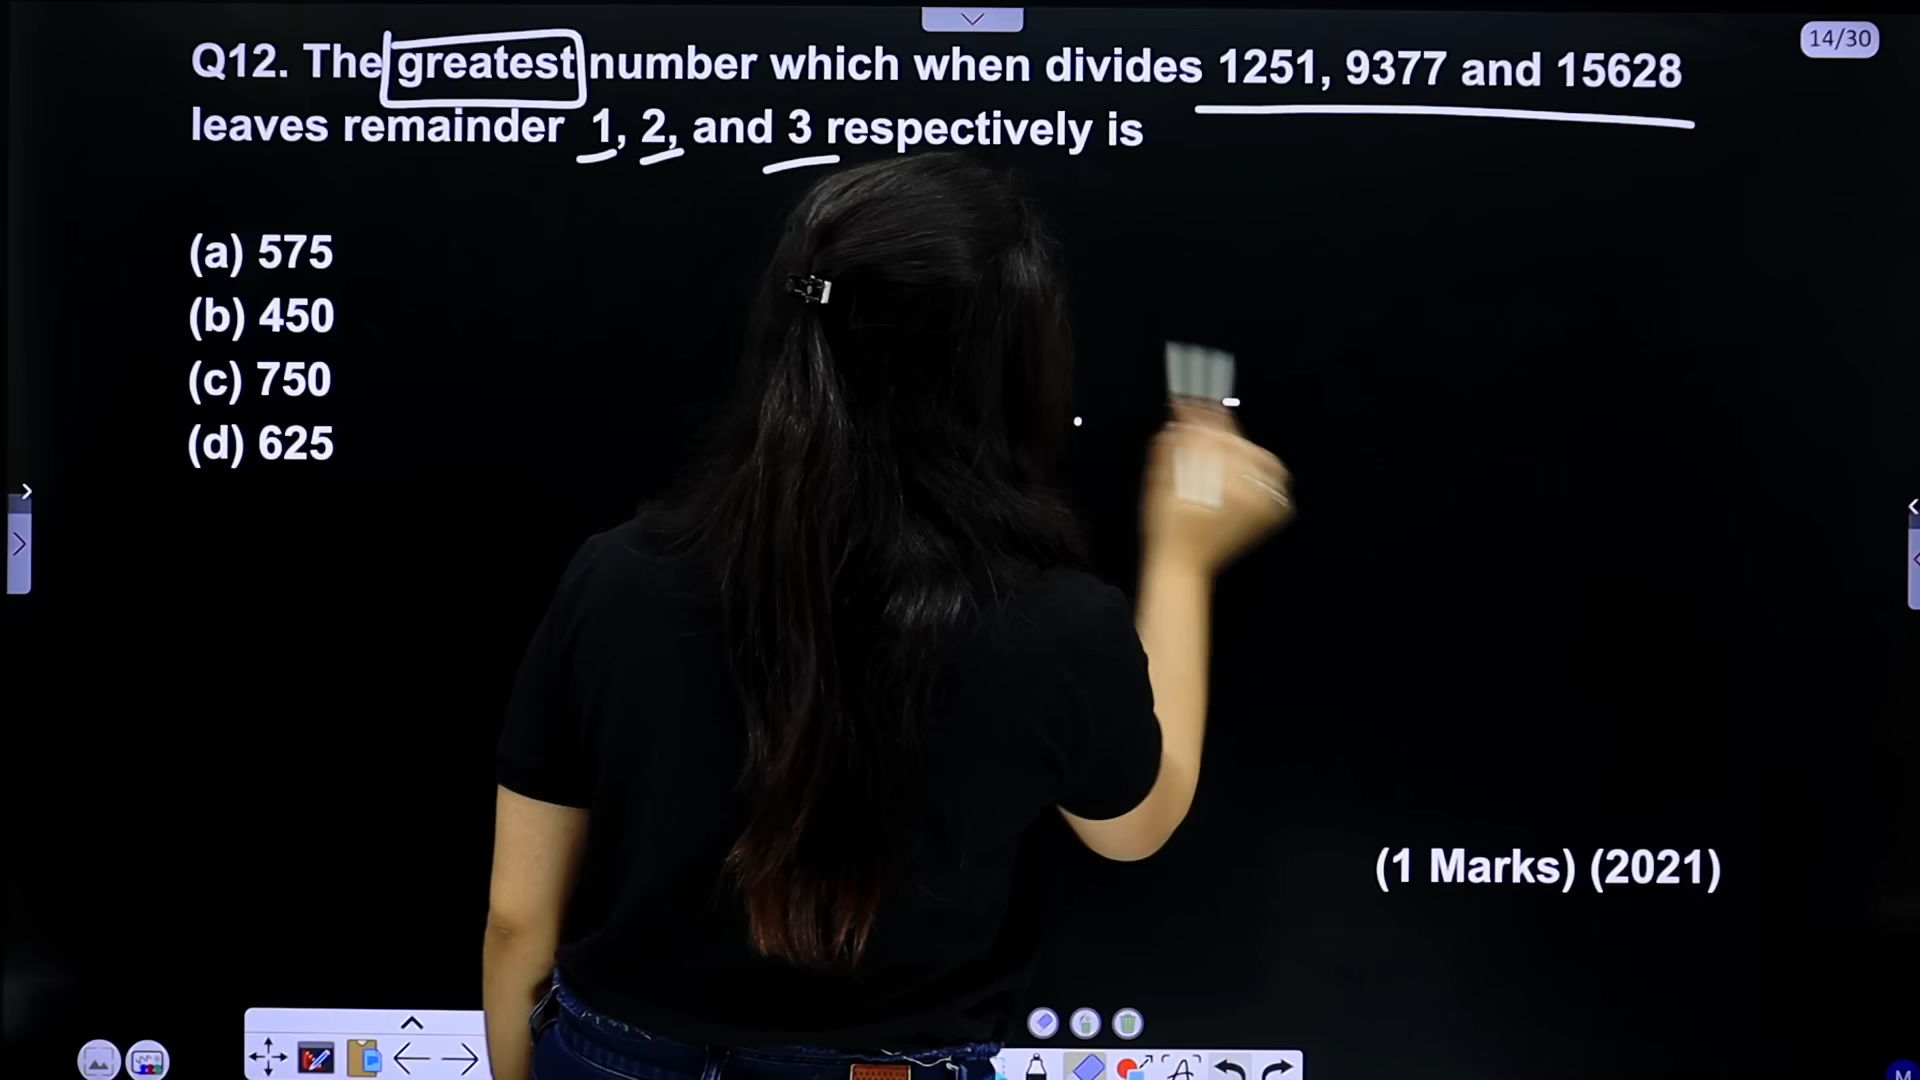 14/30
Q12. The greatest number which when divides 1251, 9377 and 15628
leaves remainder 1, 2, and 3 respectively is
(a) 575
(b) 450
(c) 750
(d) 625
(1 Marks) (2021)
M